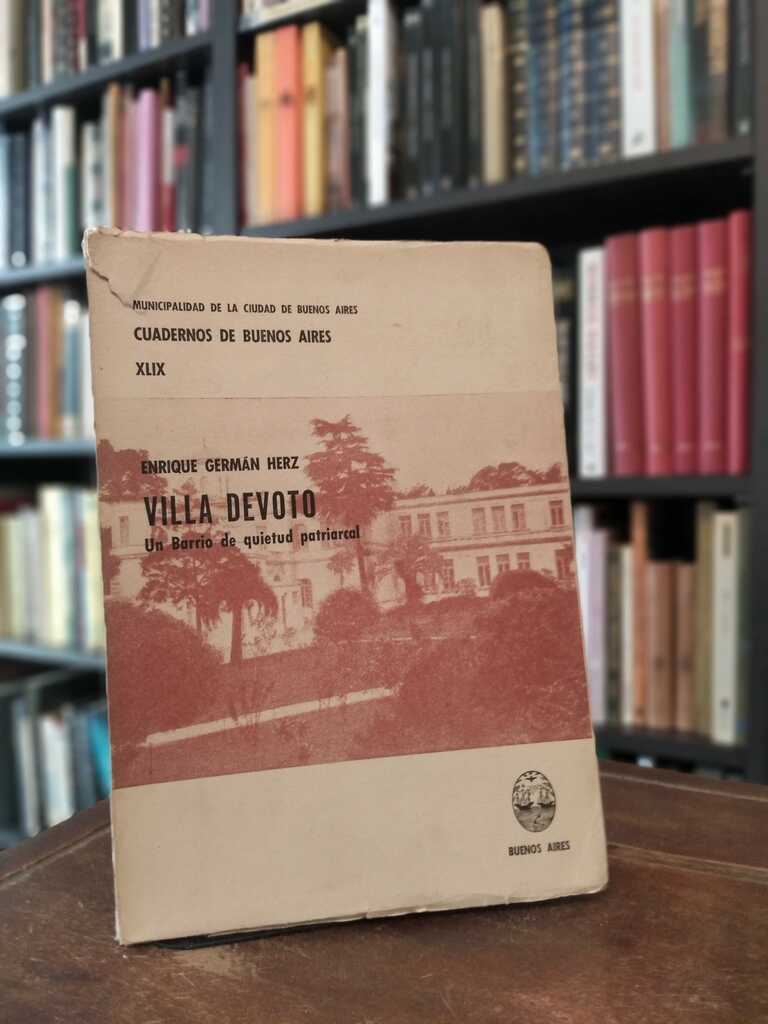 MUNICIPALIDAD DE LA CIUDAD DE BUENOS AIRES
CUADERNOS DE BUENOS AIRES
XLIX
ENRIQUE GERMÁN HERZ
VILLA DEVOTO
Un Barrio de quietud patriarcal
BUENOS AIRES